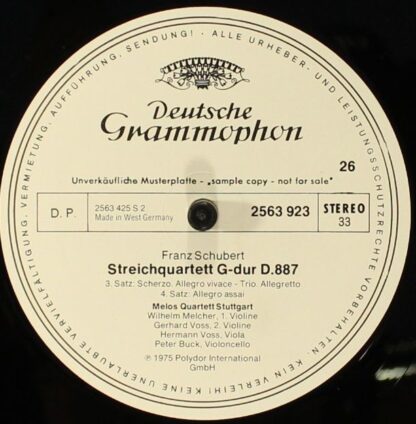 VERVIELFÄLTIGUNG, VERMIETUNG, AUFFÜHRUNG, SENDUNG! · ALLE URHEBER- UND LEISTUNGSSCHUTZRECHTE VORBEHALTEN. KEIN VERLEIH! KEINE UNERLAUBTE
Deutsche
Grammophon
26
Unverkäufliche Musterplatte - „sample copy - not for sale"
D. P.
2563 425 S 2
Made in West Germany
2563 923
STEREO
33
Franz Schubert
Streichquartett G-dur D.887
3. Satz: Scherzo. Allegro vivace - Trio. Allegretto
4. Satz: Allegro assai
Melos Quartett Stuttgart
Wilhelm Melcher, 1. Violine
Gerhard Voss, 2. Violine
Hermann Voss, Viola
Peter Buck, Violoncello
℗ 1975 Polydor International
GmbH